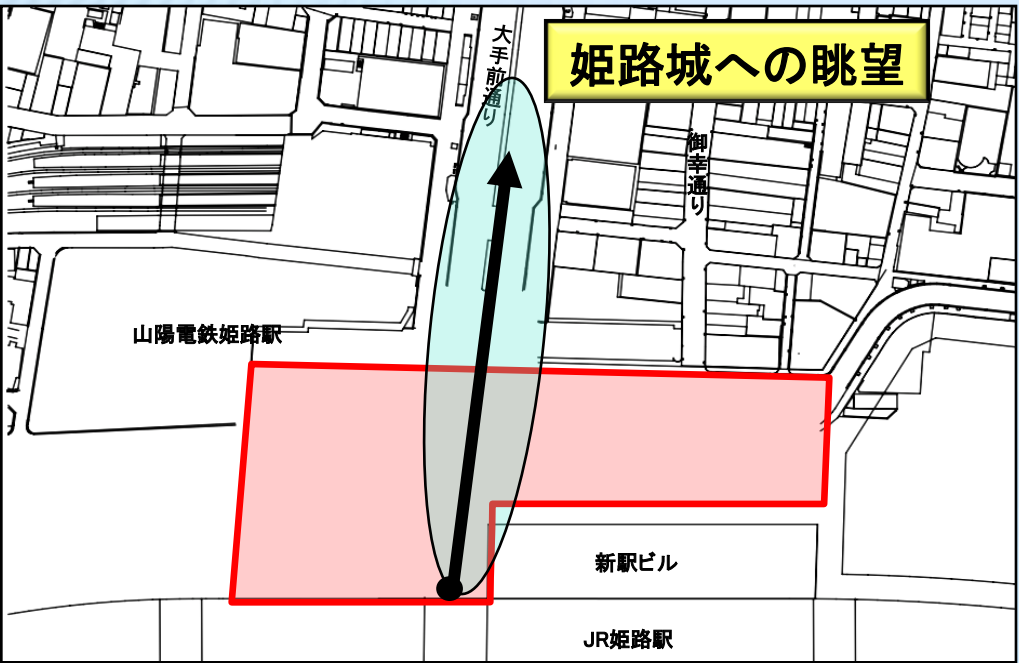 姫路城への眺望
大手前通り
御幸通り
山陽電鉄姫路駅
新駅ビル
JR姫路駅